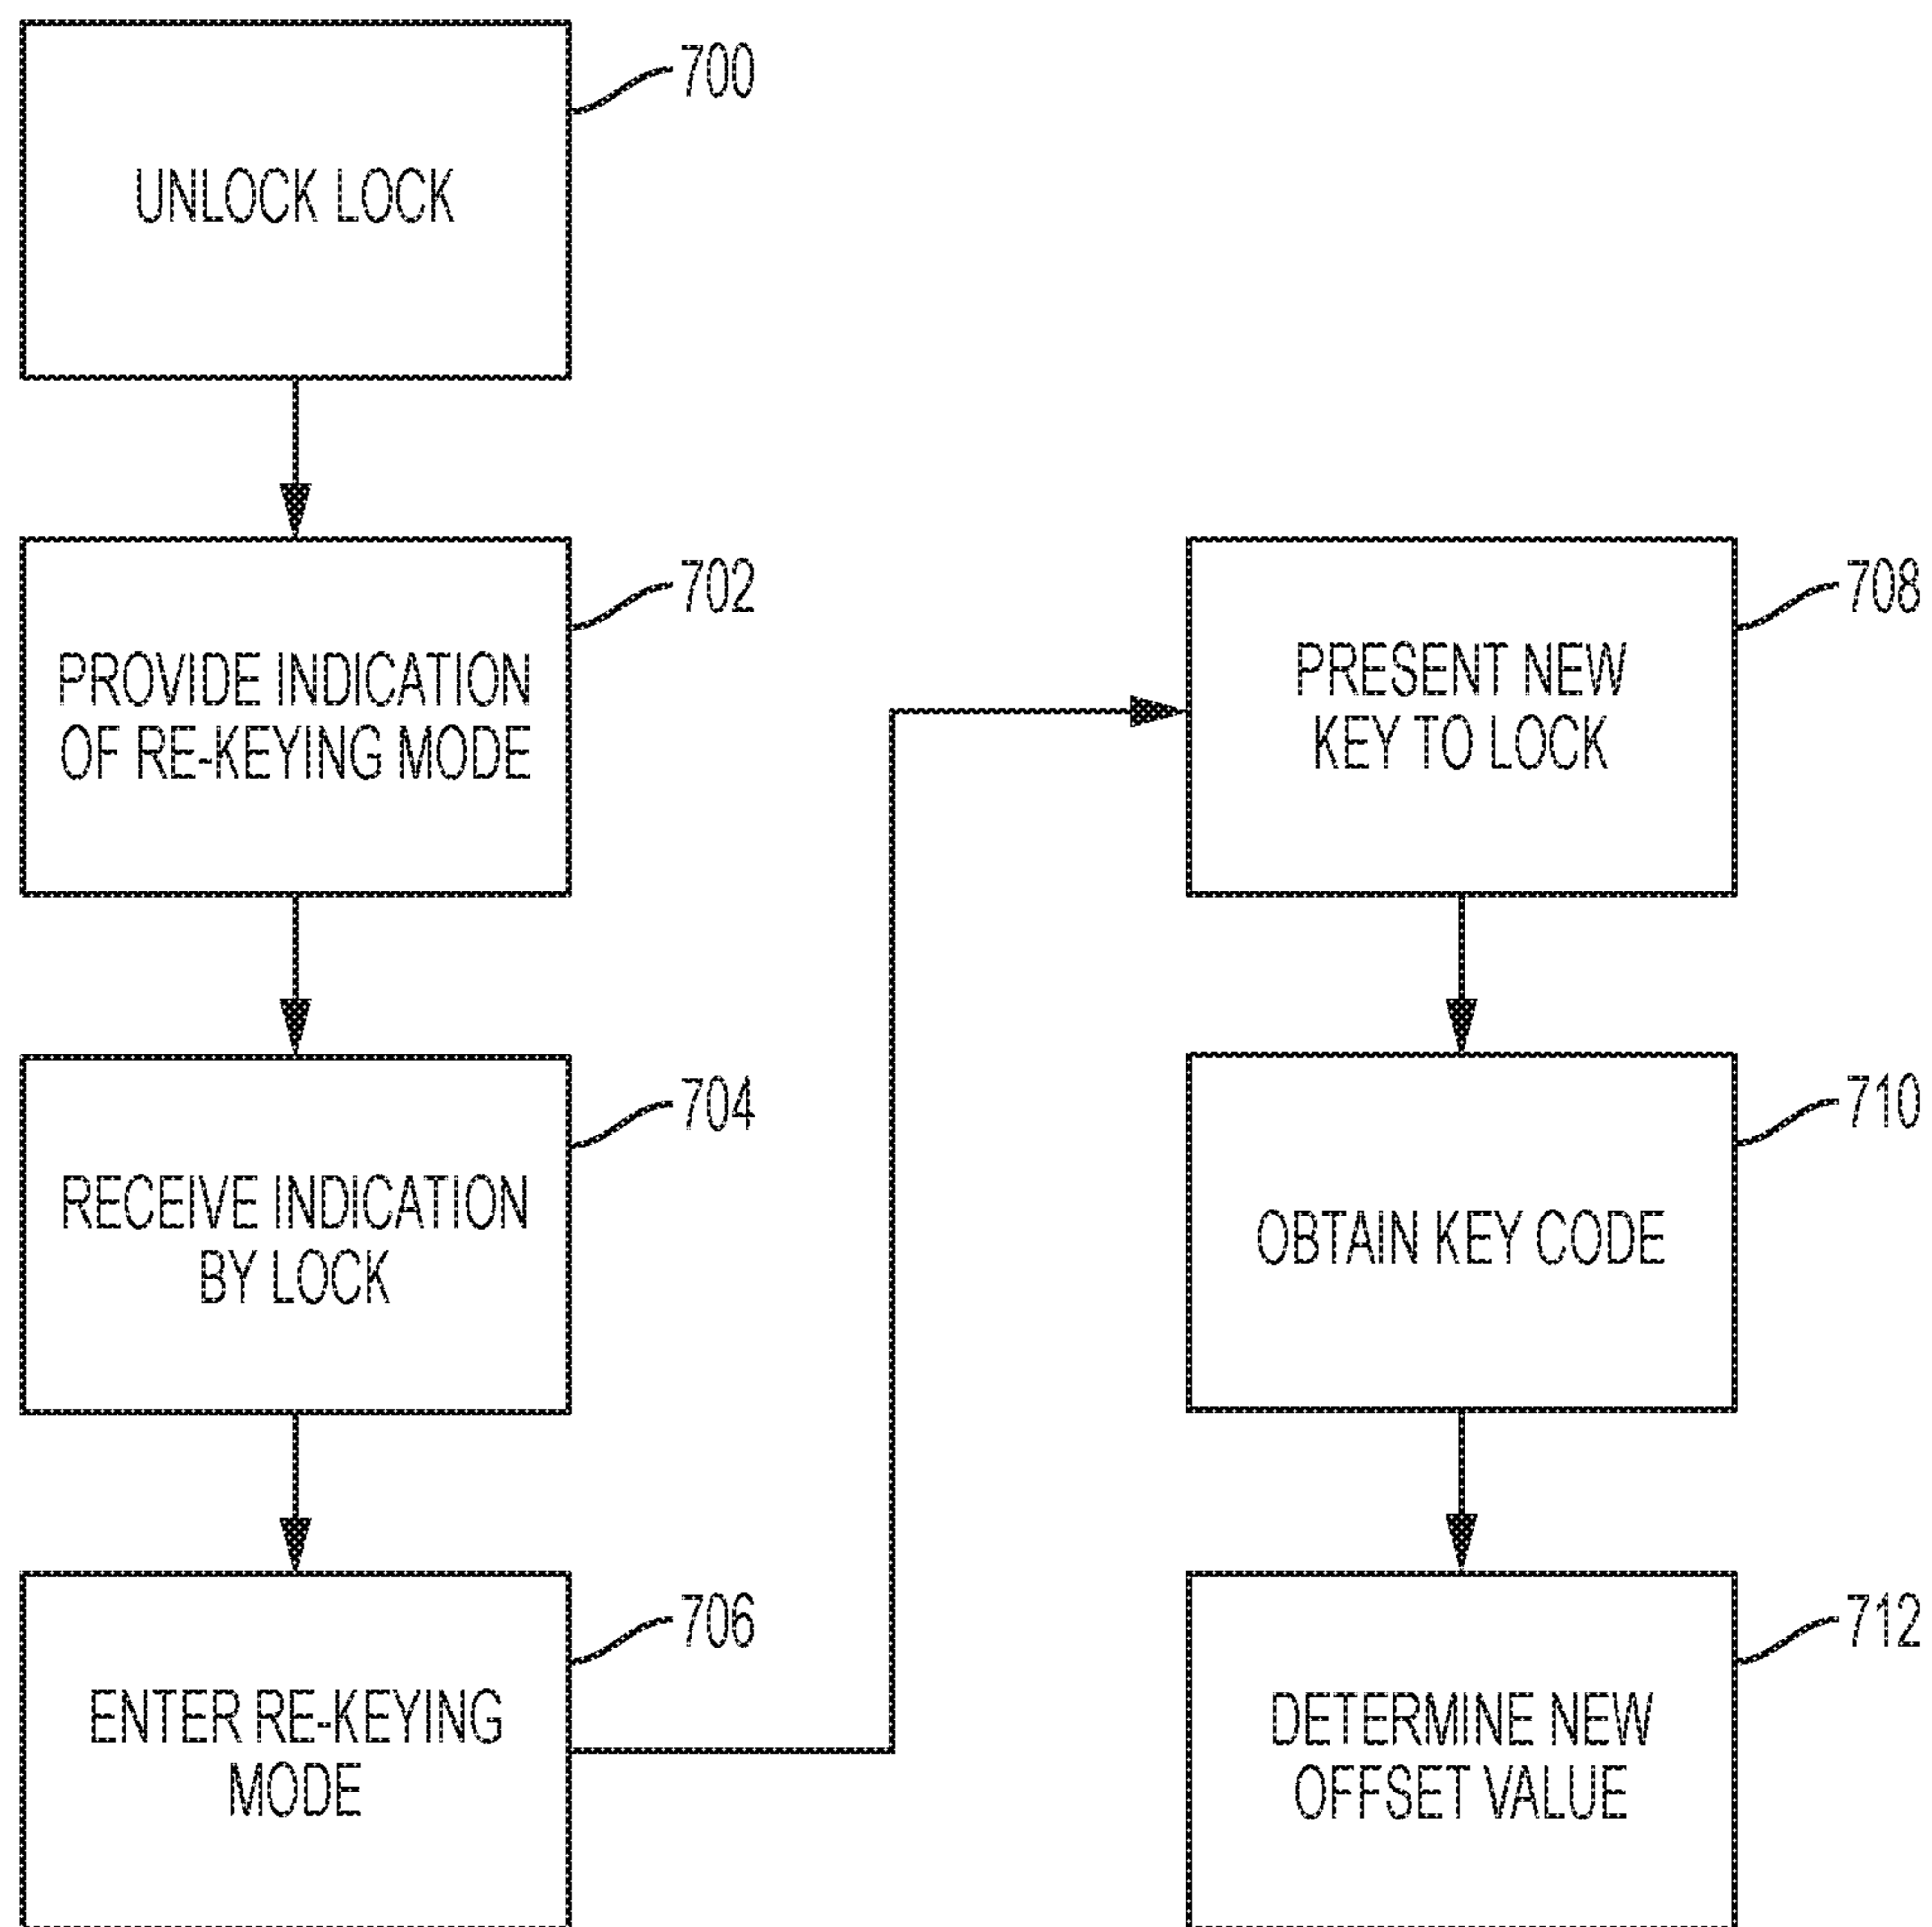 700
UNLOCK LOCK
702
PROVIDE INDICATION
OF RE-KEYING MODE
704
RECEIVE INDICATION
BY LOCK
706
ENTER RE-KEYING
MODE
708
PRESENT NEW
KEY TO LOCK
710
OBTAIN KEY CODE
712
DETERMINE NEW
OFFSET VALUE